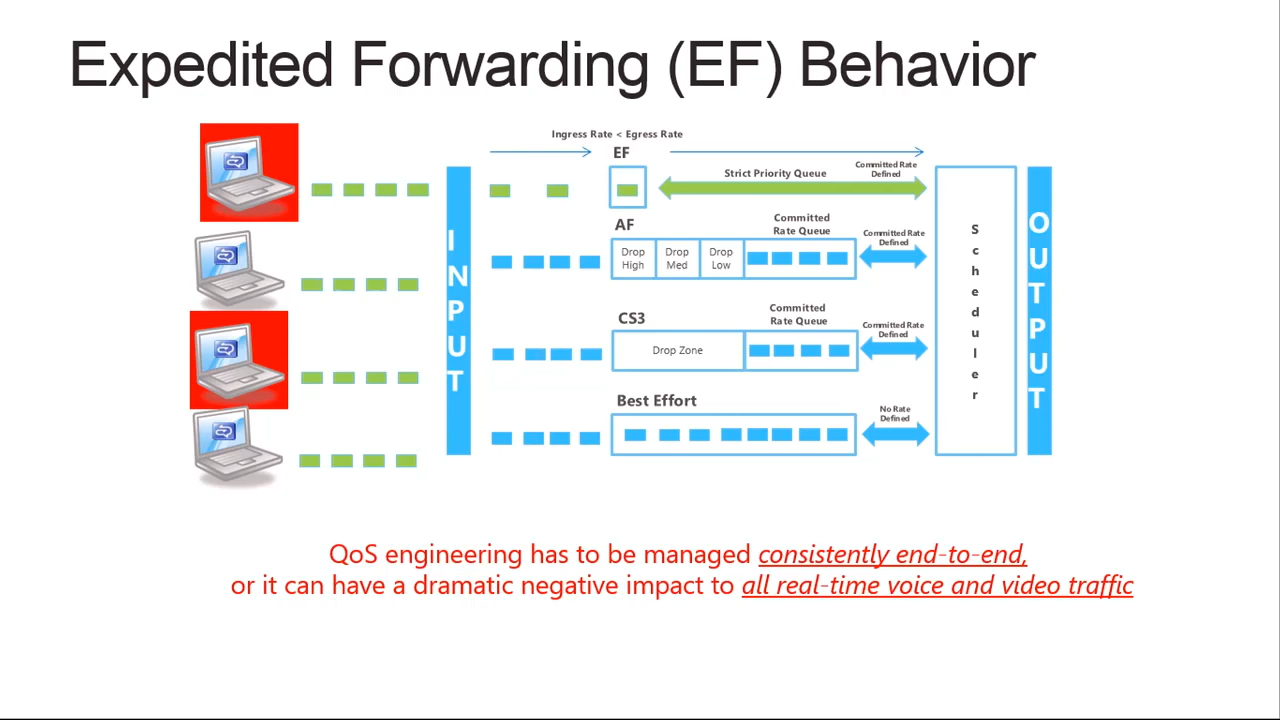 Expedited Forwarding (EF) Behavior
Ingress Rate < Egress Rate
EF
Strict Priority Queue
Committed Rate
Defined
INPUT
AF
Drop
High
Drop
Med
Drop
Low
Committed
Rate Queue
Committed Rate
Defined
CS3
Drop Zone
Committed
Rate Queue
Committed Rate
Defined
Best Effort
No Rate
Defined
Scheduler
OUTPUT
QoS engineering has to be managed consistently end-to-end,
or it can have a dramatic negative impact to all real-time voice and video traffic